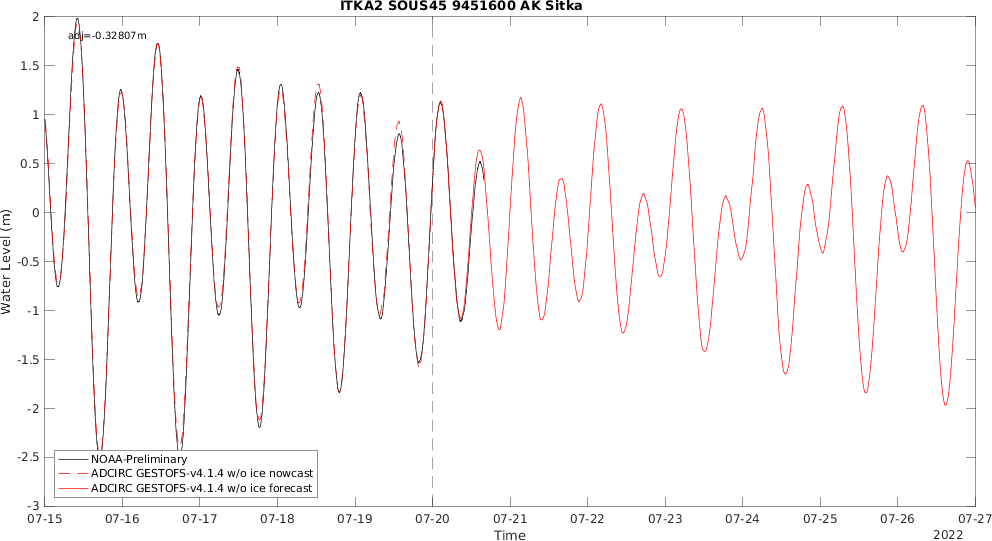 ITKA2 SOUS45 9451600 AK Sitka
adj=-0.32807m
Water Level (m)
2
1.5
1
0.5
0
-0.5
-1
-1.5
-2
-2.5
-3
NOAA-Preliminary
ADCIRC GESTOFS-v4.1.4 w/o ice nowcast
ADCIRC GESTOFS-v4.1.4 w/o ice forecast
07-15 07-16 07-17 07-18 07-19 07-20 07-21 07-22 07-23 07-24 07-25 07-26 07-27
Time
2022